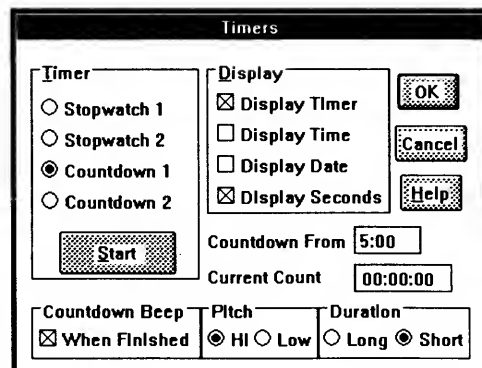 Timers
Timer
Stopwatch 1
Stopwatch 2
Countdown 1
Countdown 2
Start
Display
Display TImer
Display Time
Display Date
DIsplay Seconds
OK
Cancel
Help
Countdown From 5:00
Current Count 00:00:00
Countdown Beep
When FInIshed
PItch
HI Low
DuratIon
Long Short